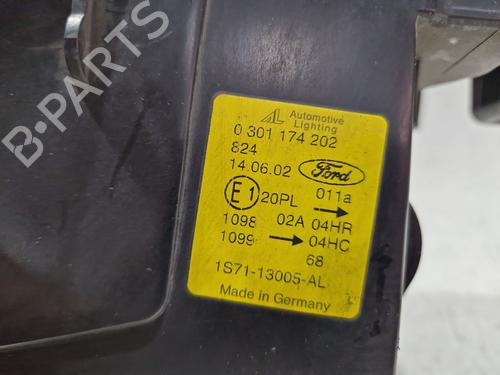 Automotive
Lighting
0 301 174 202
824
14.06.02 Ford
E1 20PL → 011a
1098 02A 04HR
1099 → 04HC
68
1S71-13005-AL
Made in Germany
B